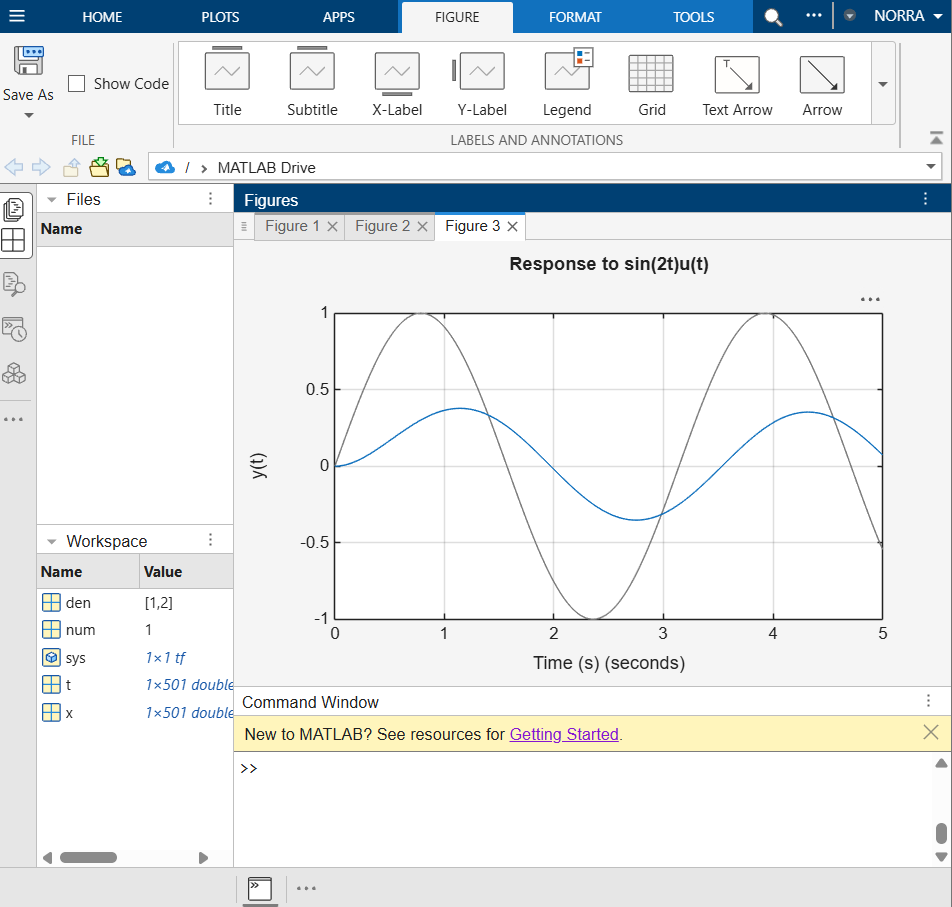 HOME PLOTS APPS FIGURE FORMAT TOOLS ••• NORRA
Save As
Show Code
Title Subtitle X-Label Y-Label Legend Grid Text Arrow Arrow
FILE LABELS AND ANNOTATIONS
/ › MATLAB Drive
Files
Name
Figures
Figure 1 Figure 2 Figure 3
Response to sin(2t)u(t)
1
0.5
0
-0.5
-1
y(t)
0 1 2 3 4 5
Time (s) (seconds)
Workspace
Name Value
den [1,2]
num 1
sys 1×1 tf
t 1×501 double
x 1×501 double
Command Window
New to MATLAB? See resources for Getting Started.
>>